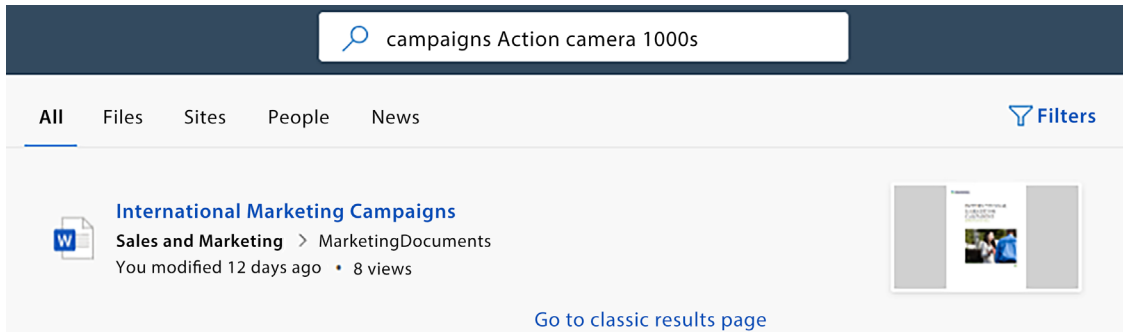 campaigns Action camera 1000s
All Files Sites People News Filters
International Marketing Campaigns
Sales and Marketing > MarketingDocuments
You modified 12 days ago • 8 views
Go to classic results page